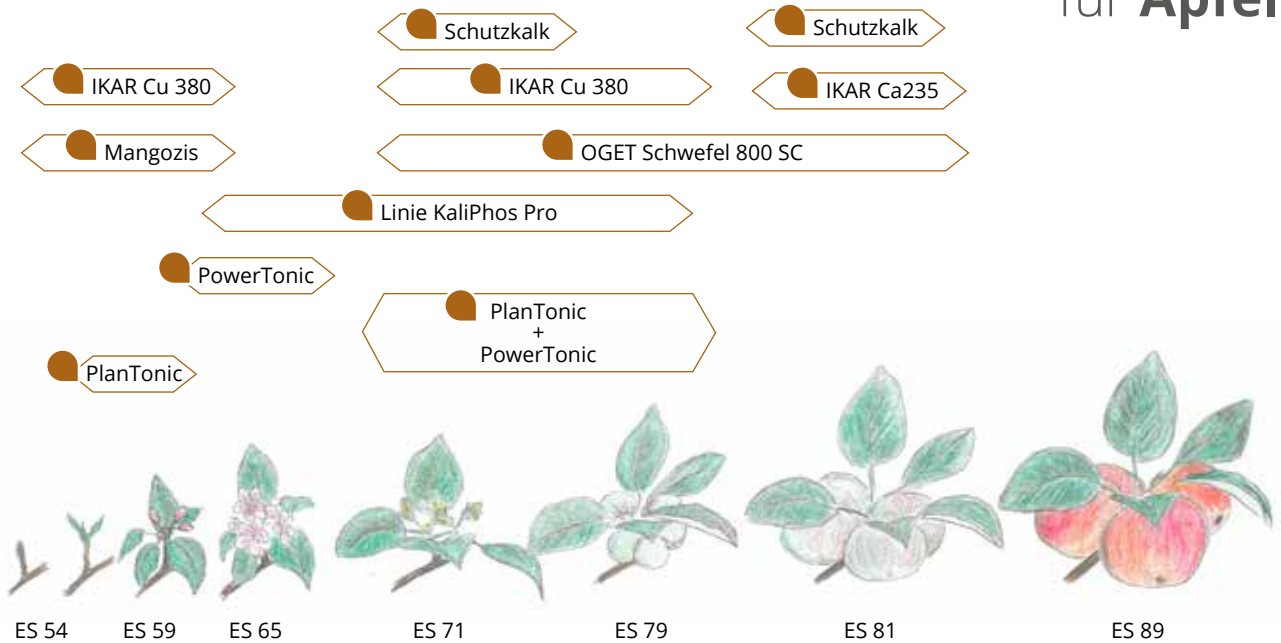 für Apfel
Schutzkalk
Schutzkalk
IKAR Cu 380
IKAR Cu 380
IKAR Ca235
Mangozis
OGET Schwefel 800 SC
Linie KaliPhos Pro
PowerTonic
PlanTonic
+
PowerTonic
PlanTonic
ES 54
ES 59
ES 65
ES 71
ES 79
ES 81
ES 89